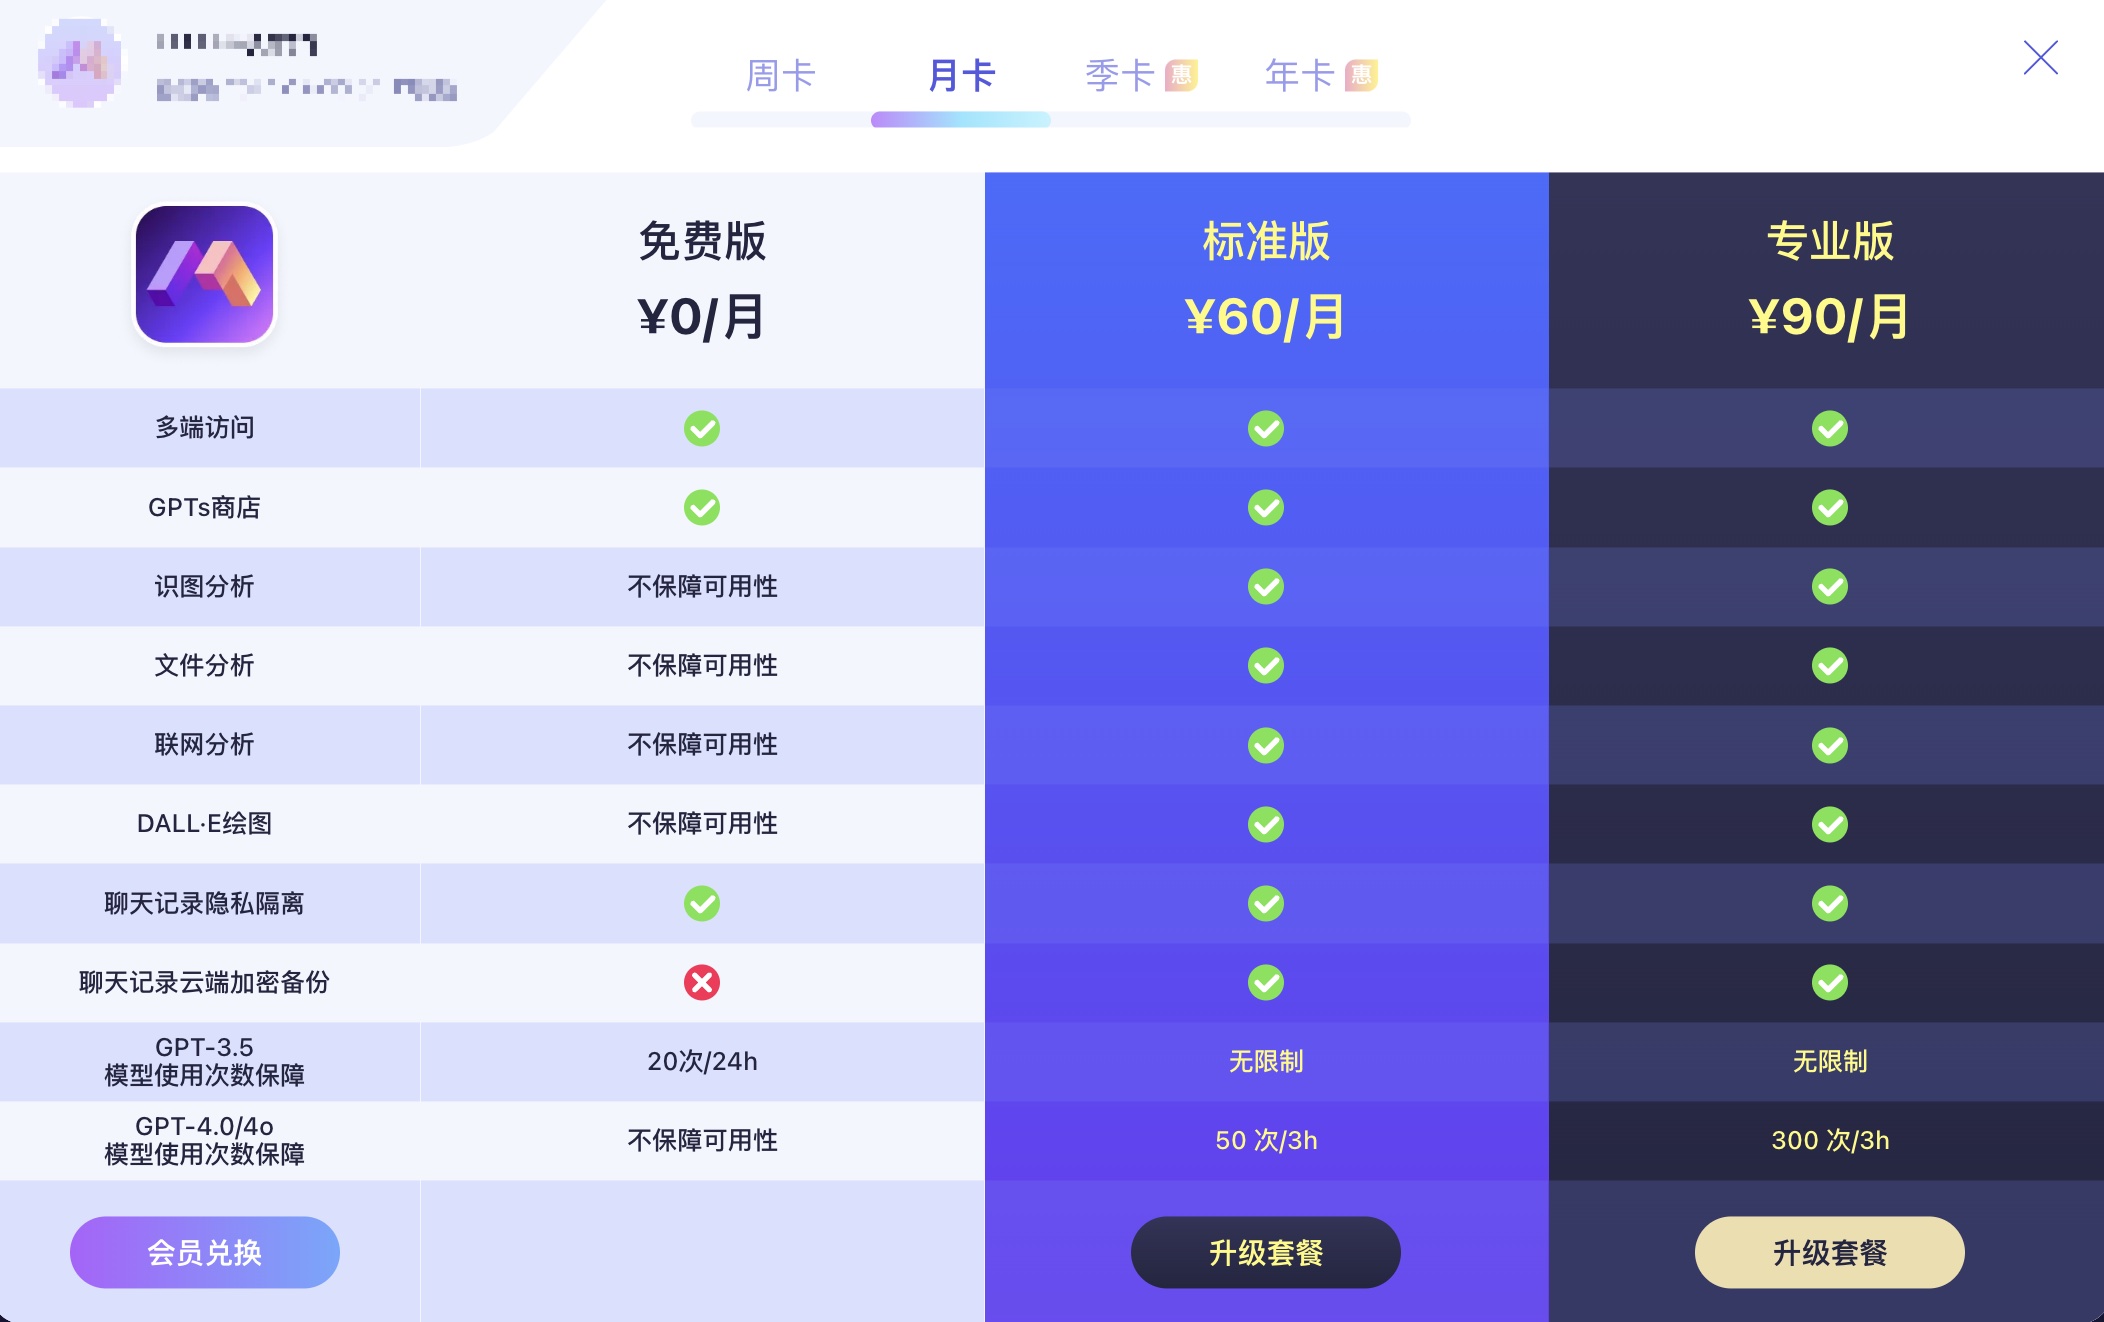 周卡
月卡
季卡 惠
年卡 惠
免费版
¥0/月
标准版
¥60/月
专业版
¥90/月
多端访问
GPTs商店
识图分析 不保障可用性
文件分析 不保障可用性
联网分析 不保障可用性
DALL·E绘图 不保障可用性
聊天记录隐私隔离
聊天记录云端加密备份
GPT-3.5
模型使用次数保障
20次/24h
无限制
无限制
GPT-4.0/4o
模型使用次数保障
不保障可用性
50 次/3h
300 次/3h
会员兑换
升级套餐
升级套餐